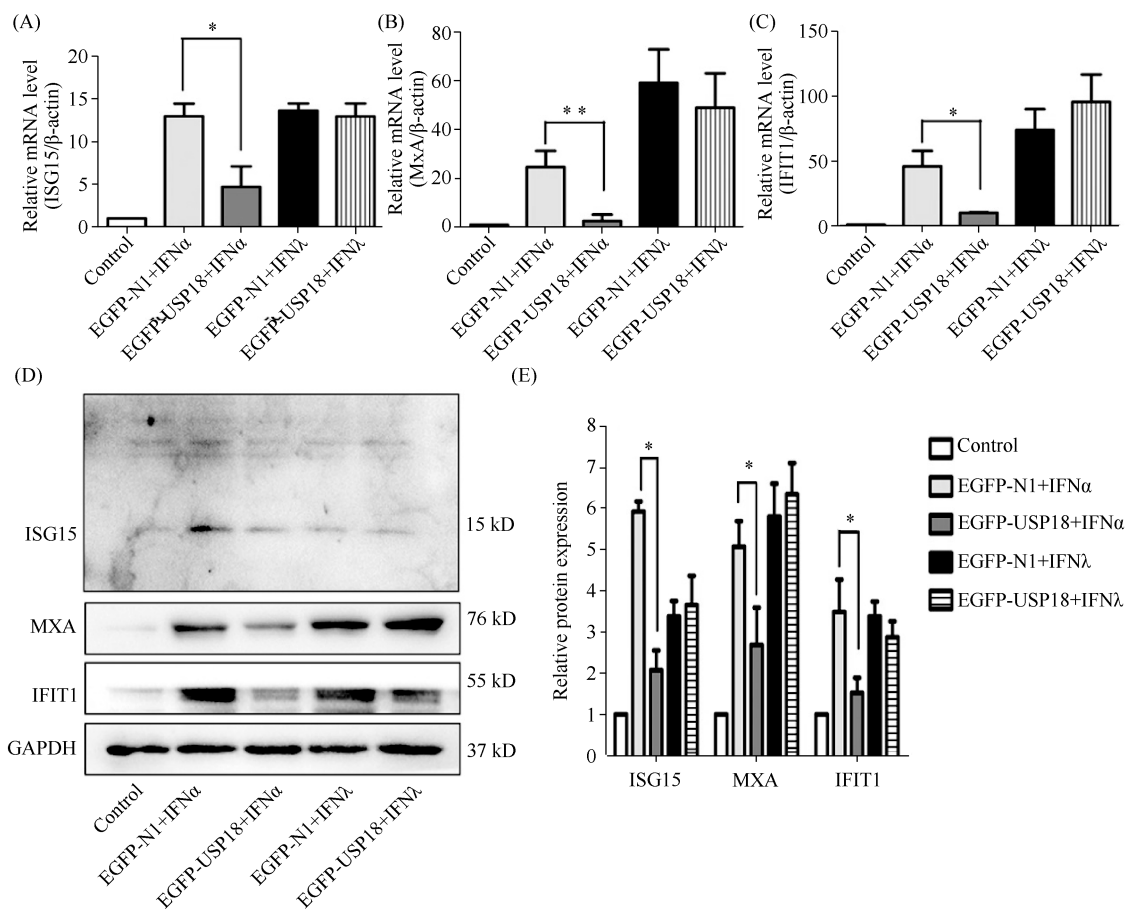 (A)
Relative mRNA level
(ISG15/β-actin)
20
15
10
5
0
*
Control
EGFP-N1+IFNα
EGFP-USP18+IFNα
EGFP-N1+IFNλ
EGFP-USP18+IFNλ
(B)
Relative mRNA level
(MxA/β-actin)
80
60
40
20
0
* *
Control
EGFP-N1+IFNα
EGFP-USP18+IFNα
EGFP-N1+IFNλ
EGFP-USP18+IFNλ
(C)
Relative mRNA level
(IFIT1/β-actin)
150
100
50
0
*
Control
EGFP-N1+IFNα
EGFP-USP18+IFNα
EGFP-N1+IFNλ
EGFP-USP18+IFNλ
(D)
ISG15
15 kD
MXA
76 kD
IFIT1
55 kD
GAPDH
37 kD
Control
EGFP-N1+IFNα
EGFP-USP18+IFNα
EGFP-N1+IFNλ
EGFP-USP18+IFNλ
(E)
Relative protein expression
8
7
6
5
4
3
2
1
0
*
*
*
ISG15
MXA
IFIT1
Control
EGFP-N1+IFNα
EGFP-USP18+IFNα
EGFP-N1+IFNλ
EGFP-USP18+IFNλ